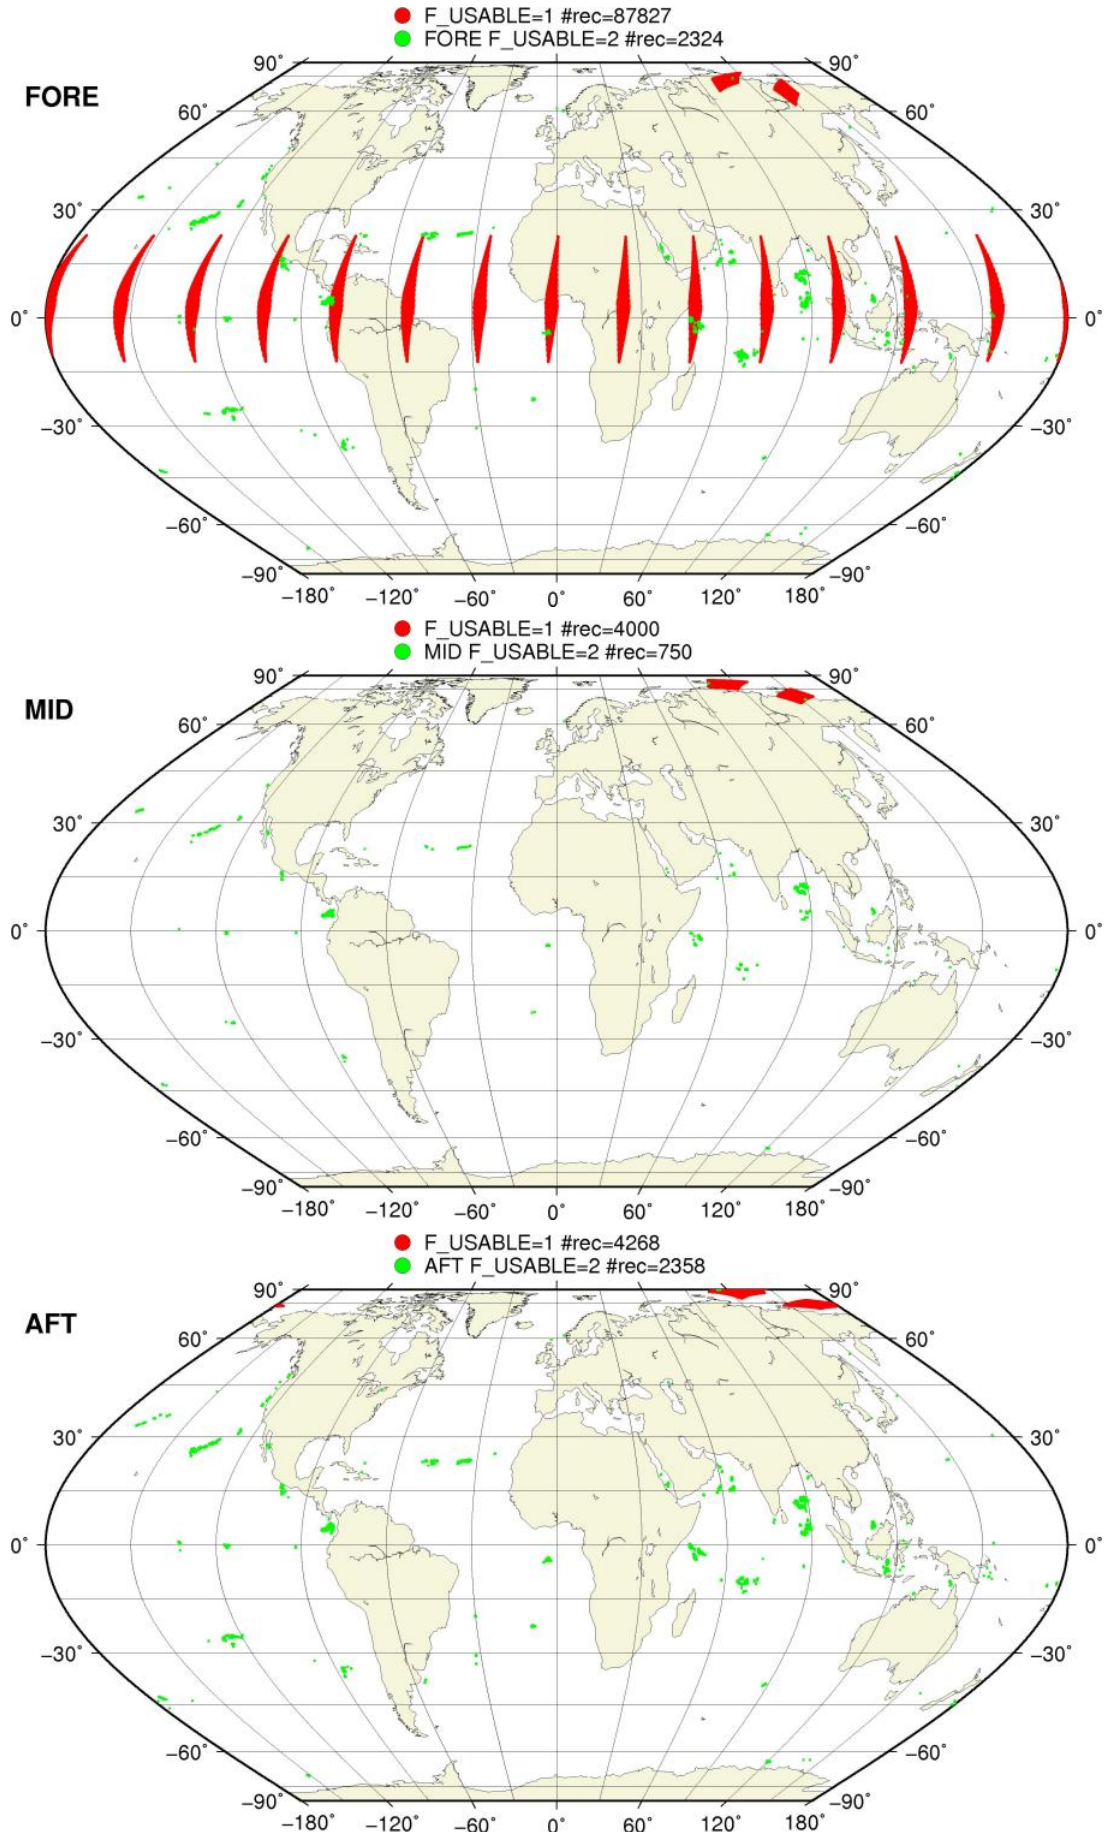 F_USABLE=1 #rec=87827
FORE F_USABLE=2 #rec=2324
FORE
90° 90°
60° 60°
30° 30°
0° 0°
−30° −30°
−60° −60°
−90° −90°
−180° −120° −60° 0° 60° 120° 180°
F_USABLE=1 #rec=4000
MID F_USABLE=2 #rec=750
MID
90° 90°
60° 60°
30° 30°
0° 0°
−30° −30°
−60° −60°
−90° −90°
−180° −120° −60° 0° 60° 120° 180°
F_USABLE=1 #rec=4268
AFT F_USABLE=2 #rec=2358
AFT
90° 90°
60° 60°
30° 30°
0° 0°
−30° −30°
−60° −60°
−90° −90°
−180° −120° −60° 0° 60° 120° 180°